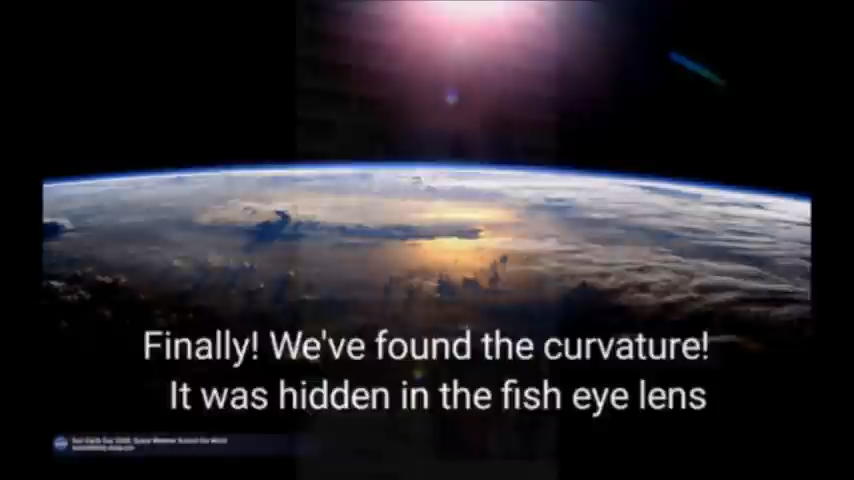 Finally! We've found the curvature!
It was hidden in the fish eye lens